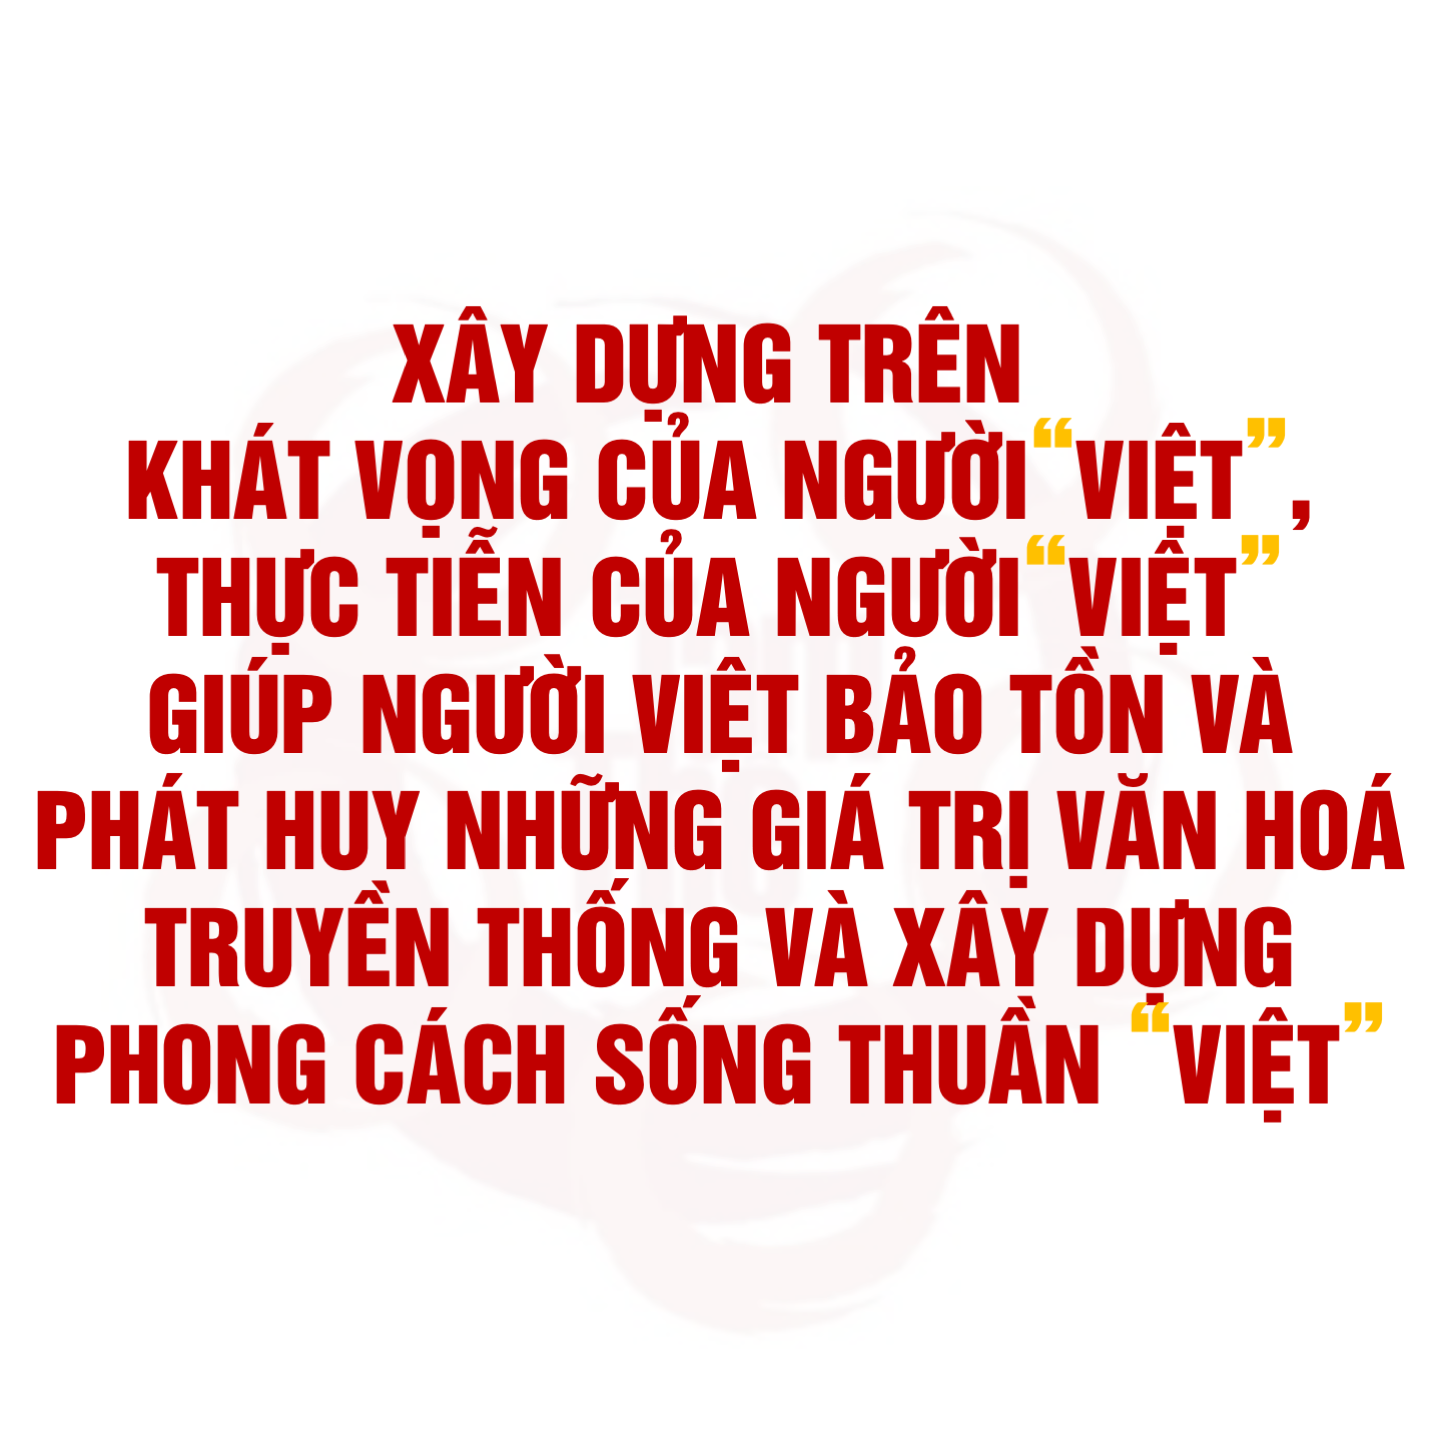 XÂY DỰNG TRÊN
KHÁT VỌNG CỦA NGƯỜI“VIỆT” ,
THỰC TIỄN CỦA NGƯỜI“VIỆT”
GIÚP NGƯỜI VIỆT BẢO TỒN VÀ
PHÁT HUY NHỮNG GIÁ TRỊ VĂN HOÁ
TRUYỀN THỐNG VÀ XÂY DỰNG
PHONG CÁCH SỐNG THUẦN “VIỆT”